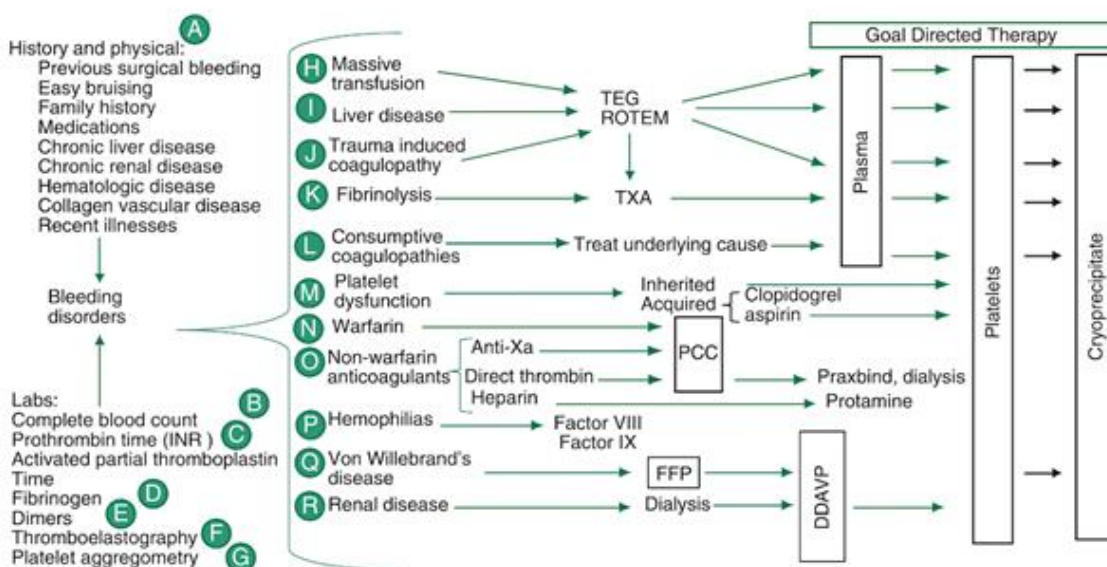 A
History and physical:
Previous surgical bleeding
Easy bruising
Family history
Medications
Chronic liver disease
Chronic renal disease
Hematologic disease
Collagen vascular disease
Recent illnesses
Bleeding
disorders
Labs:
B
Complete blood count
Prothrombin time (INR ) C
Activated partial thromboplastin
Time
Fibrinogen D
Dimers E
Thromboelastography F
Platelet aggregometry G
H Massive
transfusion
I Liver disease
J Trauma induced
coagulopathy
K Fibrinolysis
L Consumptive
coagulopathies
M Platelet
dysfunction
N Warfarin
O Non-warfarin
anticoagulants
P Hemophilias
Q Von Willebrand's
disease
R Renal disease
TEG
ROTEM
TXA
Treat underlying cause
Inherited
Acquired
Clopidogrel
aspirin
Anti-Xa
Direct thrombin
Heparin
PCC
Praxbind, dialysis
Protamine
Factor VIII
Factor IX
FFP
Dialysis
DDAVP
Goal Directed Therapy
Plasma
Platelets
Cryoprecipitate